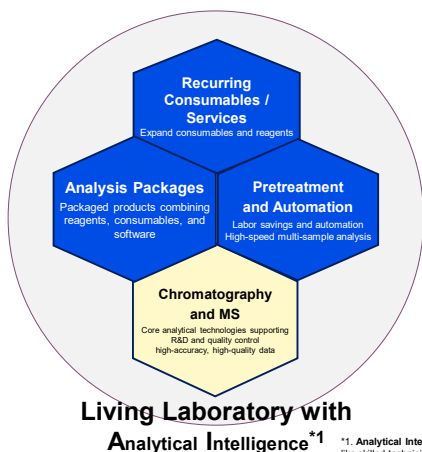 Recurring
Consumables /
Services
Expand consumables and reagents
Analysis Packages
Packaged products combining
reagents, consumables, and
software
Pretreatment
and Automation
Labor savings and automation
High-speed multi-sample analysis
Chromatography
and MS
Core analytical technologies supporting
R&D and quality control
high-accuracy, high-quality data
Living Laboratory with
Analytical Intelligence*1
*1. Analytical